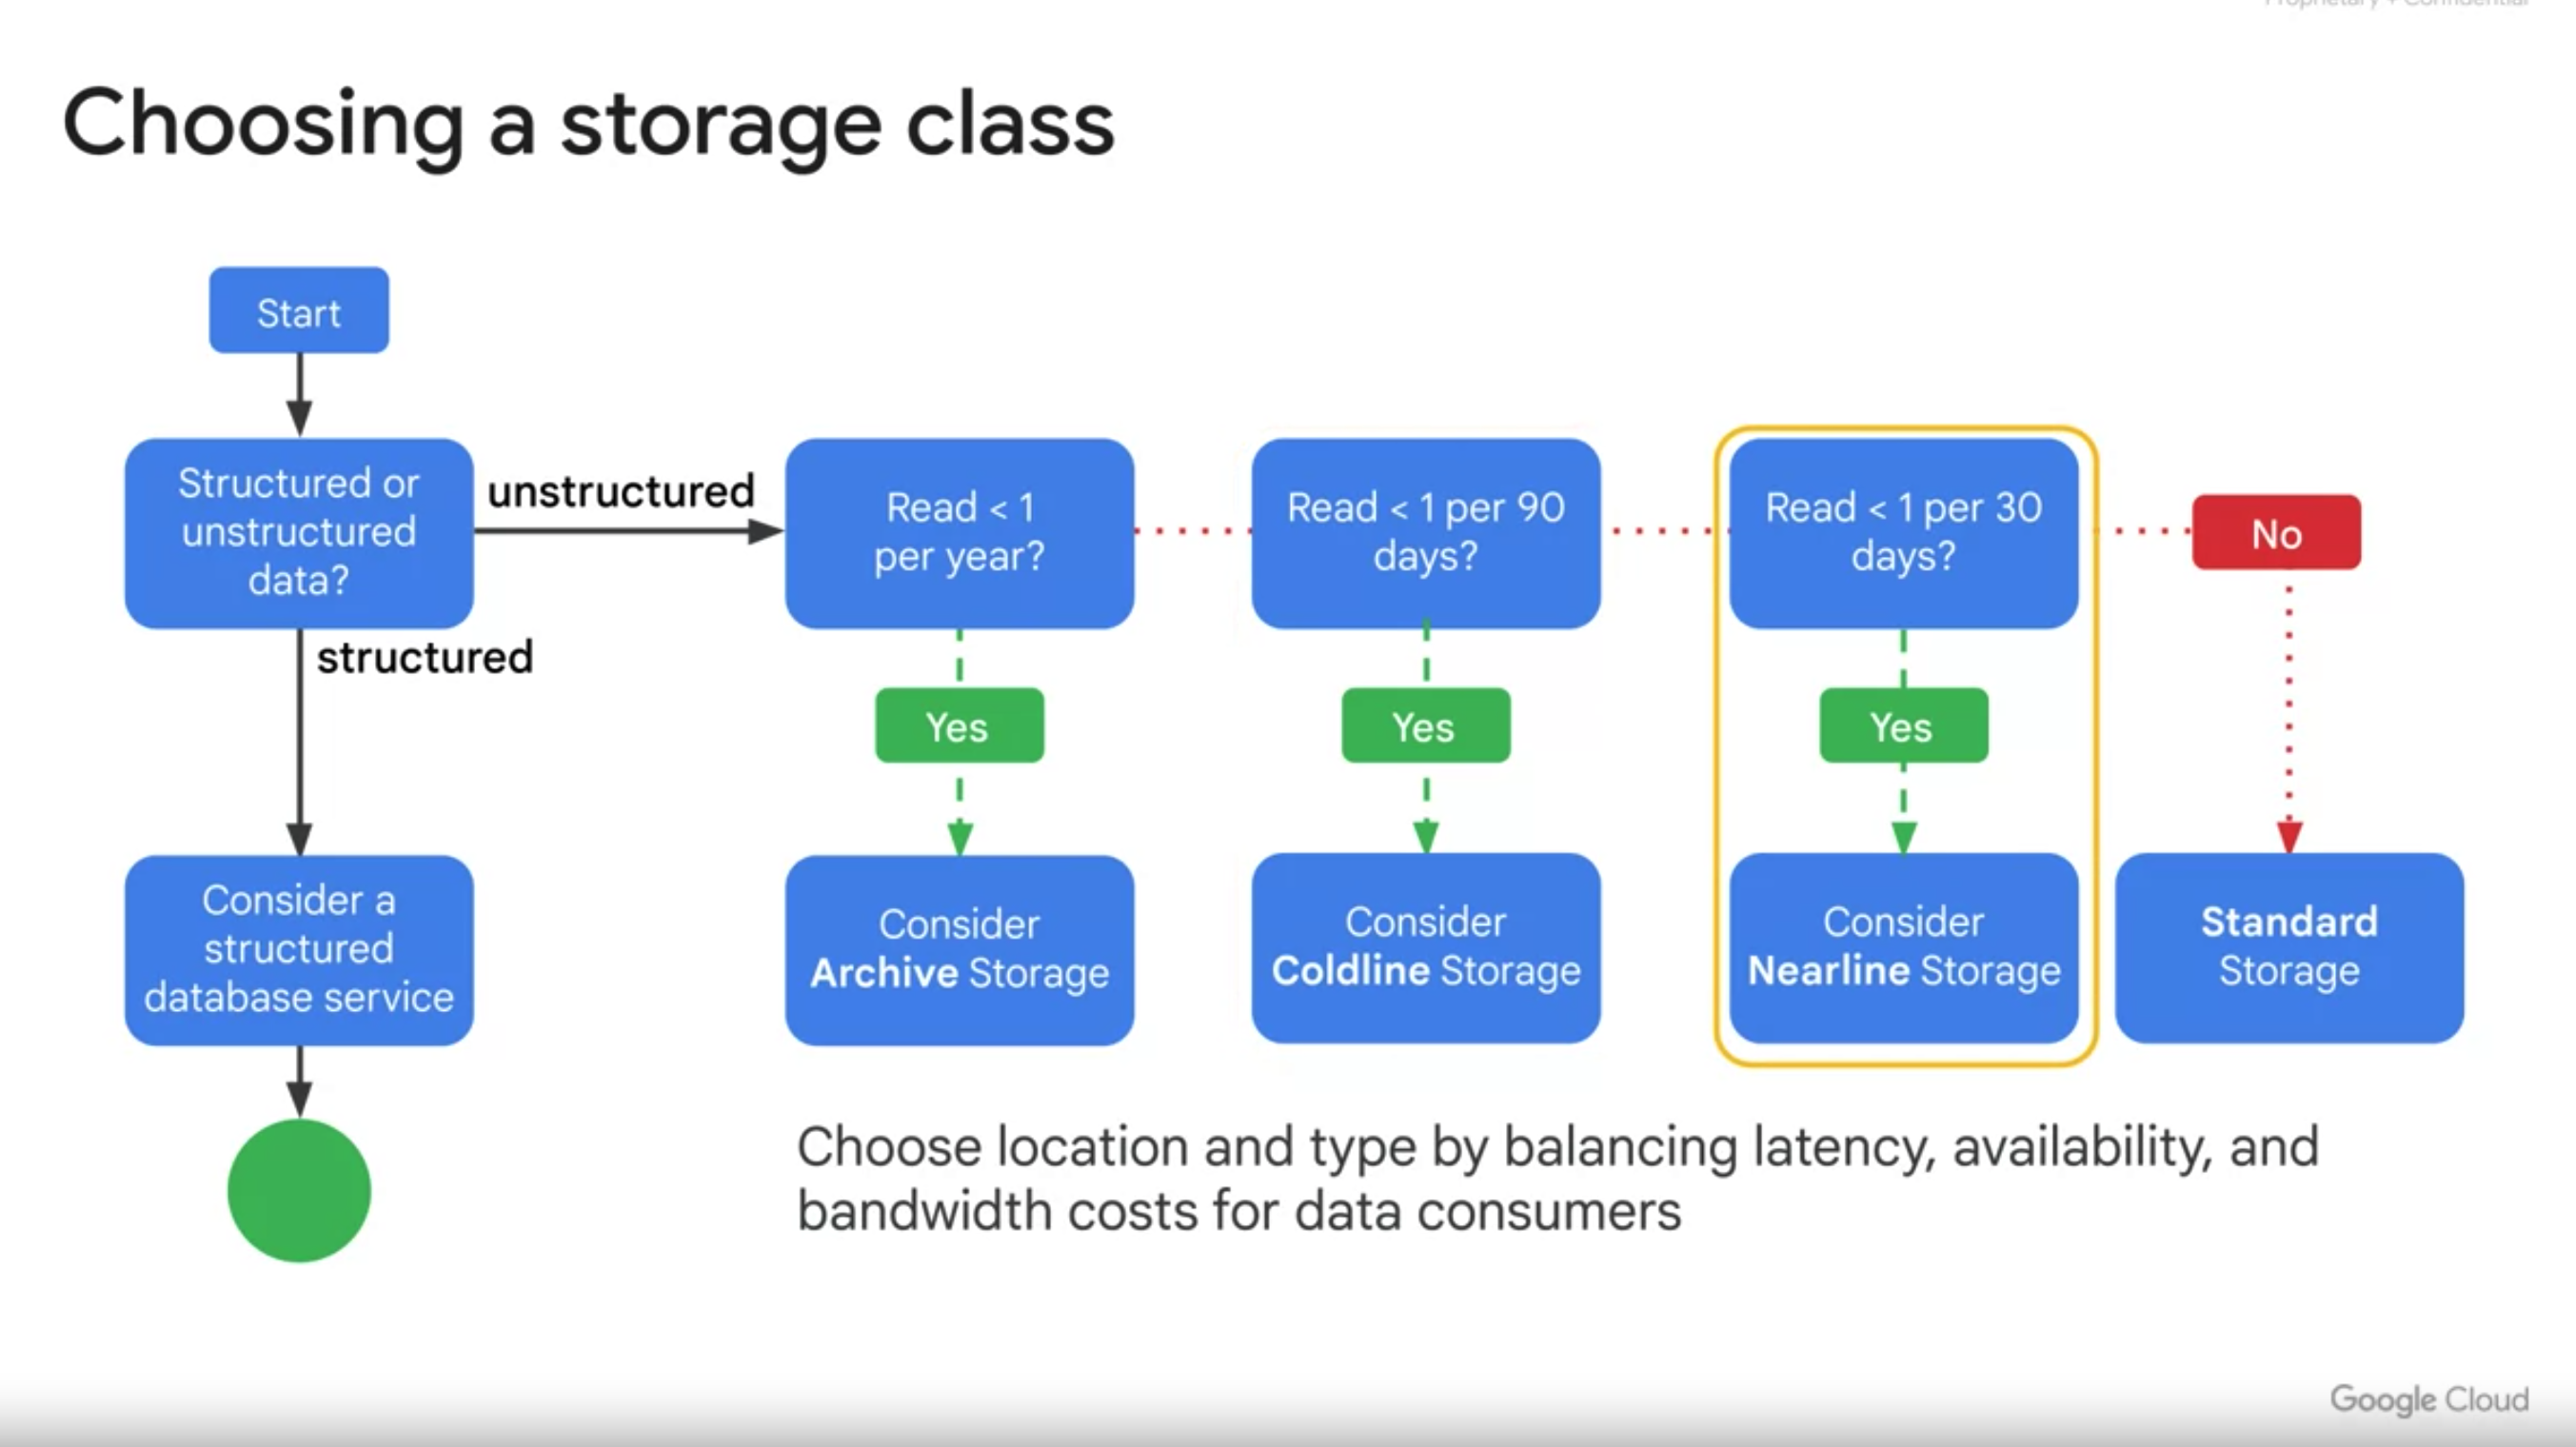 Proprietary + Confidential
Choosing a storage class
Start
Structured or
unstructured
data?
unstructured
structured
Consider a
structured
database service
Read < 1
per year?
Yes
Consider
Archive Storage
Read < 1 per 90
days?
Yes
Consider
Coldline Storage
Read < 1 per 30
days?
Yes
Consider
Nearline Storage
No
Standard
Storage
Choose location and type by balancing latency, availability, and
bandwidth costs for data consumers
Google Cloud